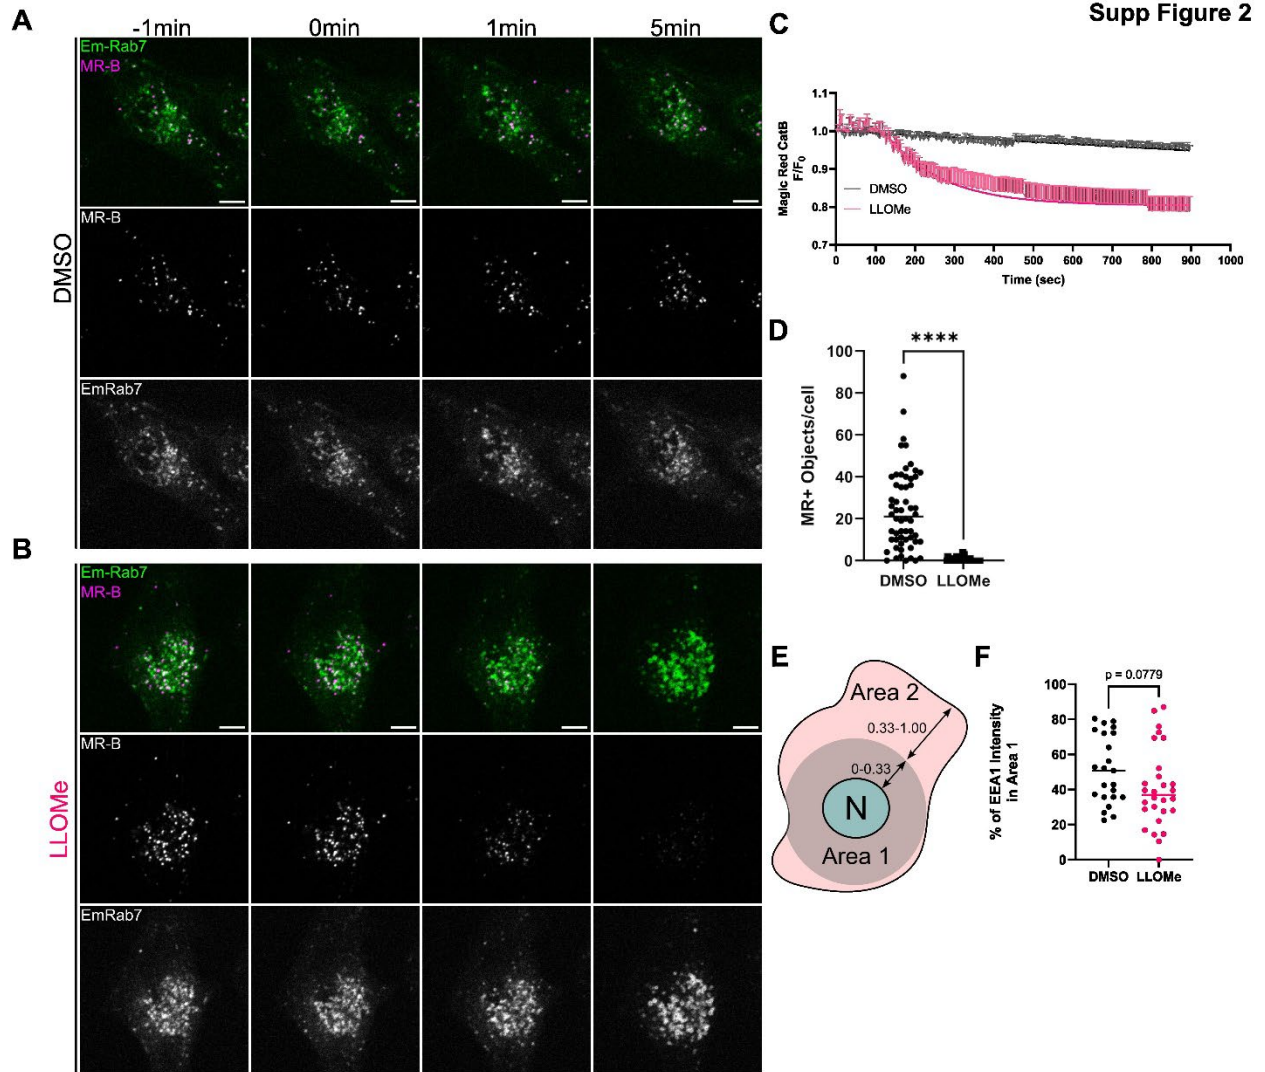 Supp Figure 2
A
-1min 0min 1min 5min
DMSO
Em-Rab7
MR-B
MR-B
EmRab7
B
LLOMe
Em-Rab7
MR-B
MR-B
EmRab7
C
Magic Red CatB
F/F0
1.1
1.0
0.9
0.8
0.7
DMSO
LLOMe
0 100 200 300 400 500 600 700 800 900 1000
Time (sec)
D
****
MR+ Objects/cell
100
80
60
40
20
0
DMSO LLOMe
E
Area 2
0.33-1.00
0-0.33
N
Area 1
F
p = 0.0779
% of EEA1 Intensity
in Area 1
100
80
60
40
20
0
DMSO LLOMe